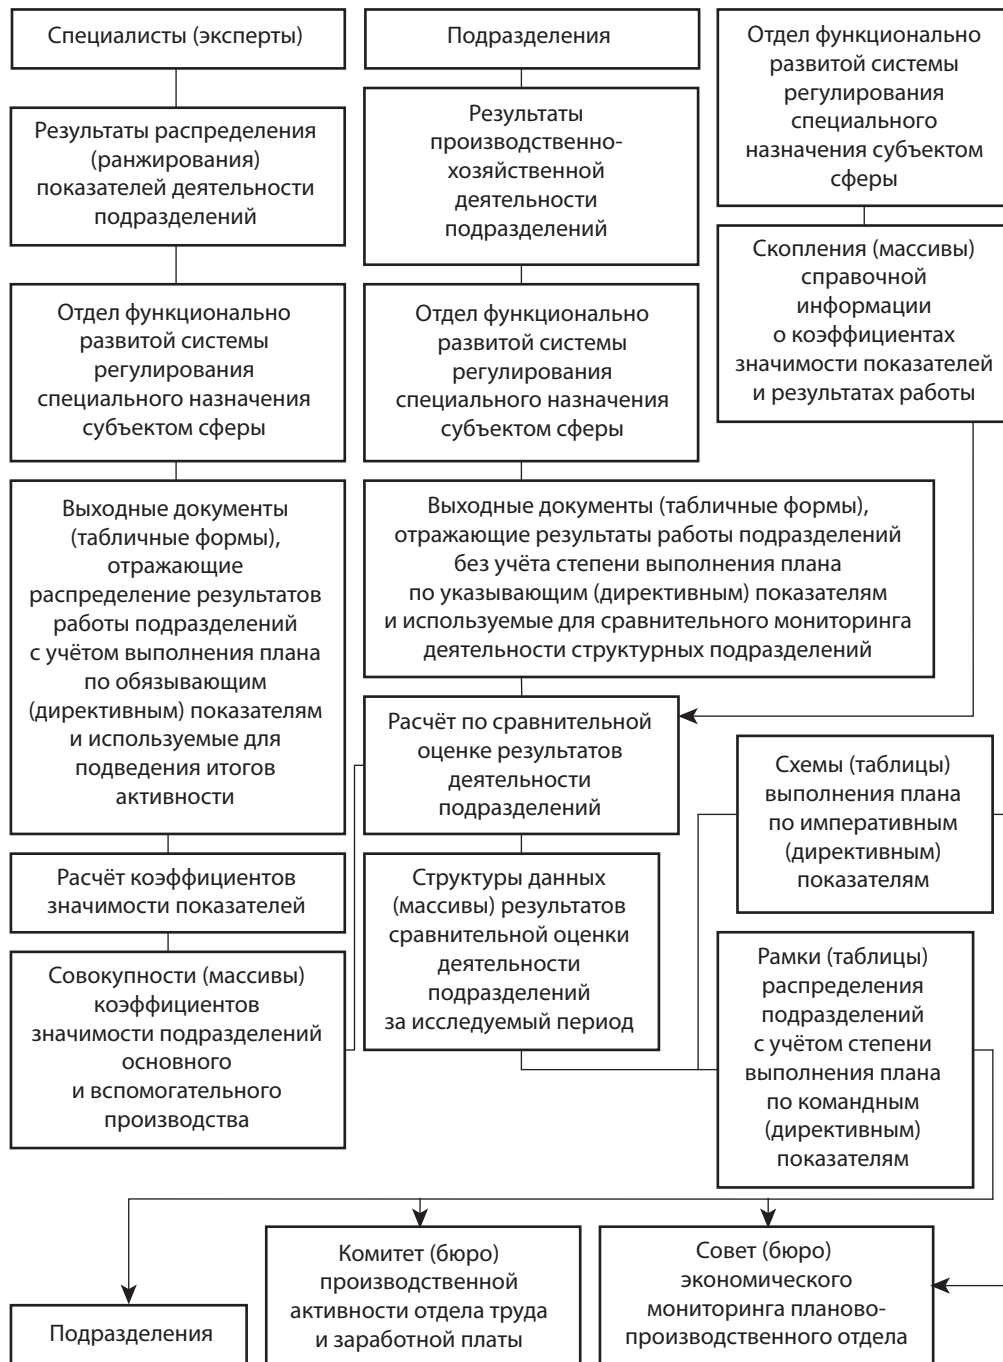 Специалисты (эксперты)
Результаты распределения
(ранжирования)
показателей деятельности
подразделений
Отдел функционально
развитой системы
регулирования
специального назначения
субъектом сферы
Выходные документы
(табличные формы),
отражающие
распределение результатов
работы подразделений
с учётом выполнения плана
по обязывающим
(директивным) показателям
и используемые для
подведения итогов
активности
Расчёт коэффициентов
значимости показателей
Совокупности (массивы)
коэффициентов
значимости подразделений
основного
и вспомогательного
производства
Подразделения
Результаты
производственно-
хозяйственной
деятельности
подразделений
Отдел функционально
развитой системы
регулирования
специального назначения
субъектом сферы
Выходные документы (табличные формы),
отражающие результаты работы подразделений
без учёта степени выполнения плана
по указывающим (директивным) показателям
и используемые для сравнительного мониторинга
деятельности структурных подразделений
Расчёт по сравнительной
оценке результатов
деятельности
подразделений
Структуры данных
(массивы) результатов
сравнительной оценки
деятельности
подразделений
за исследуемый период
Отдел функционально
развитой системы
регулирования
специального
назначения субъектом
сферы
Скопления (массивы)
справочной
информации
о коэффициентах
значимости показателей
и результатах работы
Схемы (таблицы)
выполнения плана
по императивным
(директивным)
показателям
Рамки (таблицы)
распределения
подразделений
с учётом степени
выполнения плана
по командным
(директивным)
показателям
Подразделения
Комитет (бюро)
производственной
активности отдела труда
и заработной платы
Совет (бюро)
экономического
мониторинга планово-
производственного отдела